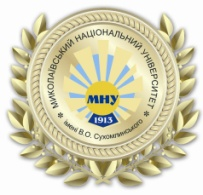 МИКОЛАЇВСЬКИЙ НАЦІОНАЛЬНИЙ УНІВЕРСИТЕТ
МНУ
1913
імені В.О. Сухомлинського